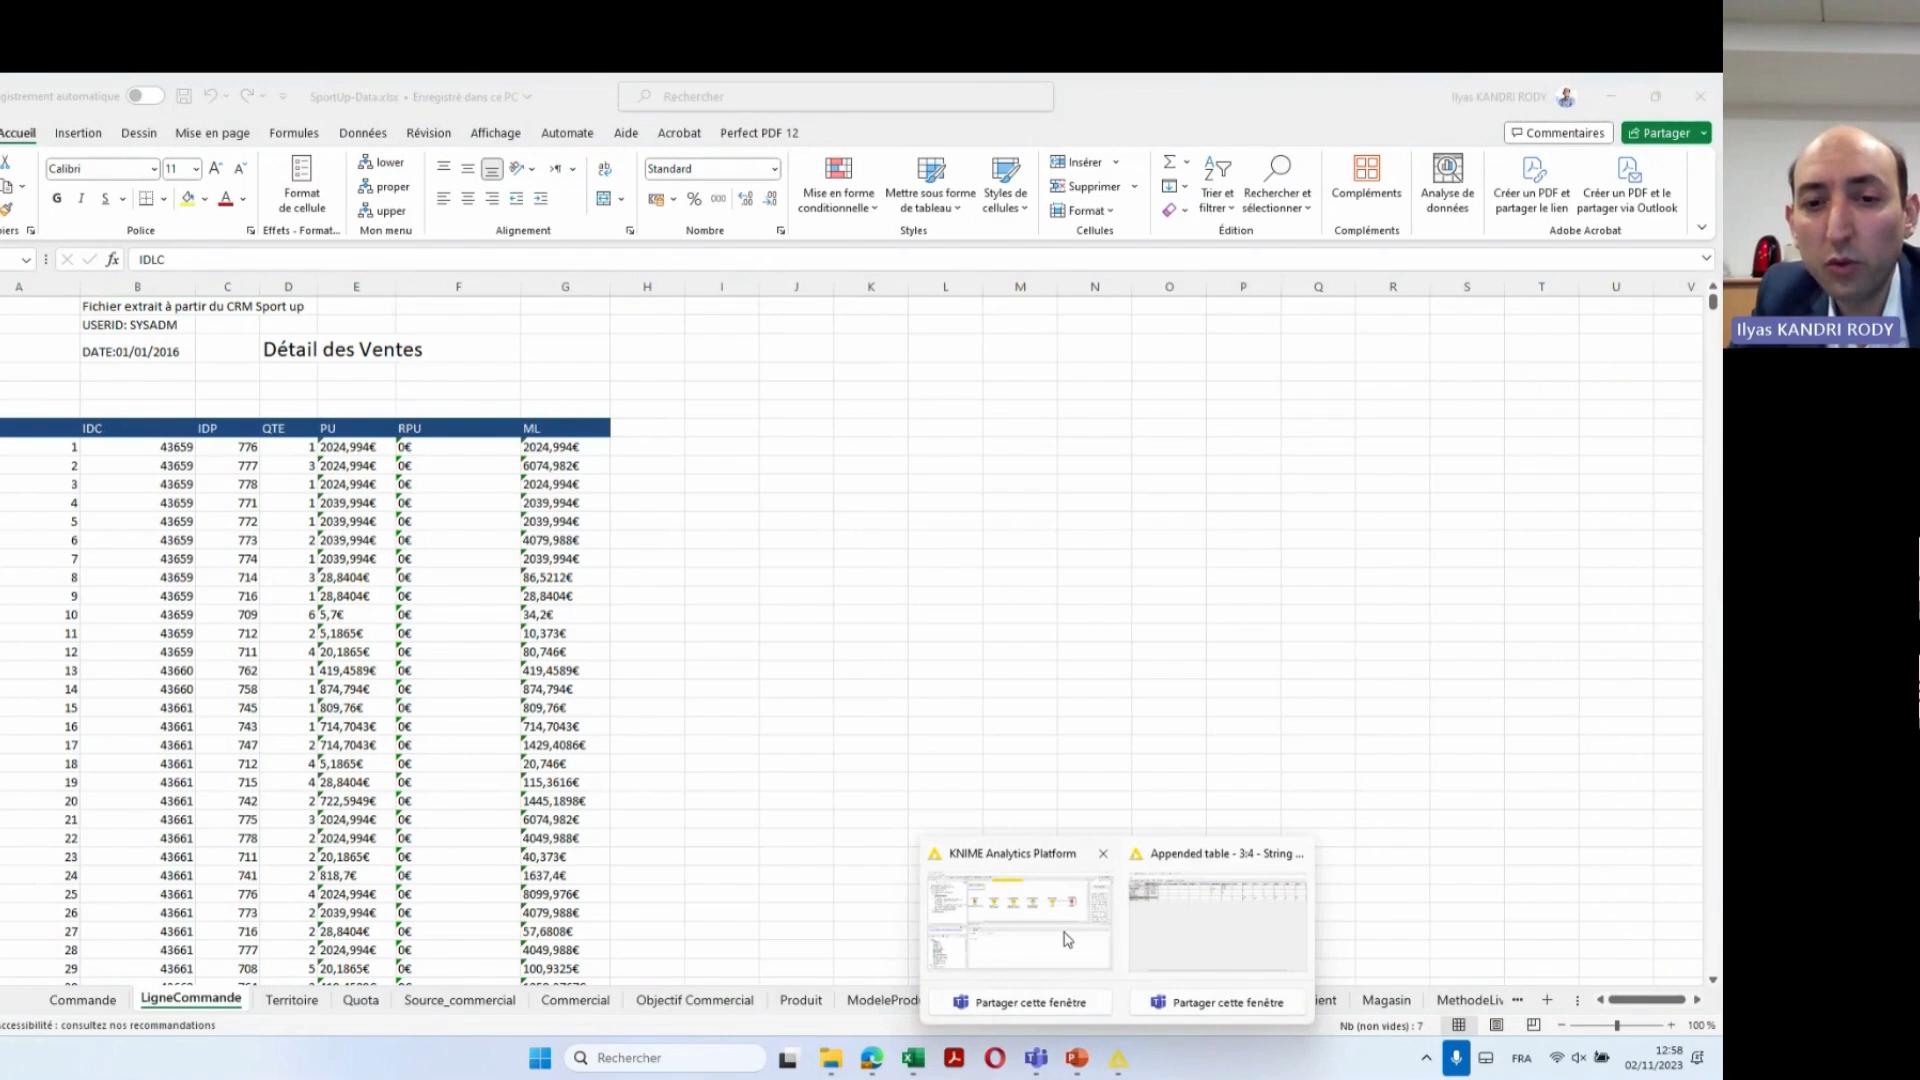 gistrement automatique
SportUp-Data.xlsx • Enregistré dans ce PC
Rechercher
Ilyas KANDRI RODY
Accueil Insertion Dessin Mise en page Formules Données Révision Affichage Automate Aide Acrobat Perfect PDF 12
Commentaires Partager
Calibri 11
Format de cellule
lower
proper
upper
Standard
Mise en forme conditionnelle
Mettre sous forme de tableau
Styles de cellules
Insérer
Supprimer
Format
Trier et filtrer
Rechercher et sélectionner
Compléments
Analyse de données
Créer un PDF et partager le lien
Créer un PDF et le partager via Outlook
G I S
% 000
iers Police Effets - Format... Mon menu Alignement Nombre Styles Cellules Édition Compléments Adobe Acrobat
fx IDLC
A B C D E F G H I J K L M N O P Q R S T U V
Fichier extrait à partir du CRM Sport up
USERID: SYSADM
DATE:01/01/2016 Détail des Ventes
IDC IDP QTE PU RPU ML
1 43659 776 1 2024,994€ 0€ 2024,994€
2 43659 777 3 2024,994€ 0€ 6074,982€
3 43659 778 1 2024,994€ 0€ 2024,994€
4 43659 771 1 2039,994€ 0€ 2039,994€
5 43659 772 1 2039,994€ 0€ 2039,994€
6 43659 773 2 2039,994€ 0€ 4079,988€
7 43659 774 1 2039,994€ 0€ 2039,994€
8 43659 714 3 28,8404€ 0€ 86,5212€
9 43659 716 1 28,8404€ 0€ 28,8404€
10 43659 709 6 5,7€ 0€ 34,2€
11 43659 712 2 5,1865€ 0€ 10,373€
12 43659 711 4 20,1865€ 0€ 80,746€
13 43660 762 1 419,4589€ 0€ 419,4589€
14 43660 758 1 874,794€ 0€ 874,794€
15 43661 745 1 809,76€ 0€ 809,76€
16 43661 743 1 714,7043€ 0€ 714,7043€
17 43661 747 2 714,7043€ 0€ 1429,4086€
18 43661 712 4 5,1865€ 0€ 20,746€
19 43661 715 4 28,8404€ 0€ 115,3616€
20 43661 742 2 722,5949€ 0€ 1445,1898€
21 43661 775 3 2024,994€ 0€ 6074,982€
22 43661 778 2 2024,994€ 0€ 4049,988€
23 43661 711 2 20,1865€ 0€ 40,373€
24 43661 741 2 818,7€ 0€ 1637,4€
25 43661 776 4 2024,994€ 0€ 8099,976€
26 43661 773 2 2039,994€ 0€ 4079,988€
27 43661 716 2 28,8404€ 0€ 57,6808€
28 43661 777 2 2024,994€ 0€ 4049,988€
29 43661 708 5 20,1865€ 0€ 100,9325€
KNIME Analytics Platform
Appended table - 3:4 - String ...
Partager cette fenêtre
Partager cette fenêtre
Commande LigneCommande Territoire Quota Source_commercial Commercial Objectif Commercial Produit ModeleProdu ient Magasin MethodeLiv
ccessibilité : consultez nos recommandations
Nb (non vides) : 7
100 %
Rechercher
FRA
12:58
02/11/2023
Ilyas KANDRI RODY